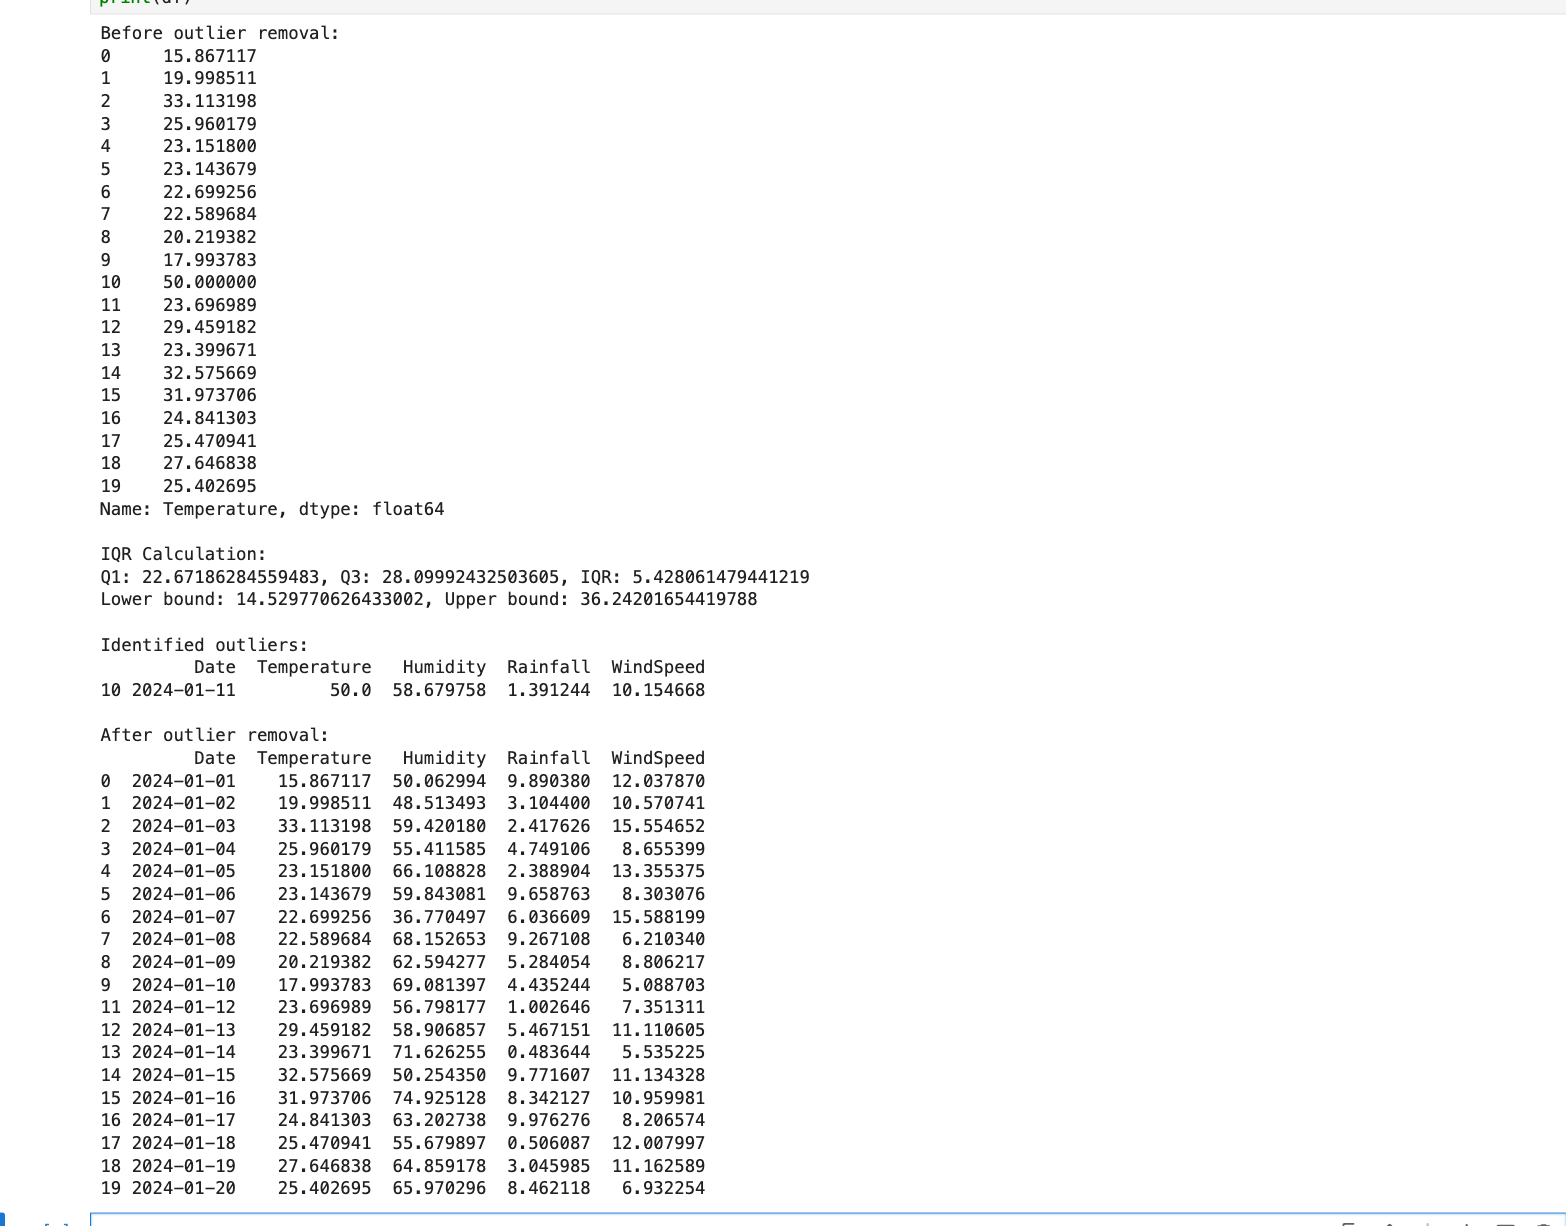 print(df)
Before outlier removal:
0     15.867117
1     19.998511
2     33.113198
3     25.960179
4     23.151800
5     23.143679
6     22.699256
7     22.589684
8     20.219382
9     17.993783
10    50.000000
11    23.696989
12    29.459182
13    23.399671
14    32.575669
15    31.973706
16    24.841303
17    25.470941
18    27.646838
19    25.402695
Name: Temperature, dtype: float64
IQR Calculation:
Q1: 22.67186284559483, Q3: 28.09992432503605, IQR: 5.428061479441219
Lower bound: 14.529770626433002, Upper bound: 36.24201654419788
Identified outliers:
         Date  Temperature   Humidity  Rainfall  WindSpeed
10 2024-01-11         50.0  58.679758  1.391244  10.154668
After outlier removal:
         Date  Temperature   Humidity  Rainfall  WindSpeed
0  2024-01-01    15.867117  50.062994  9.890380  12.037870
1  2024-01-02    19.998511  48.513493  3.104400  10.570741
2  2024-01-03    33.113198  59.420180  2.417626  15.554652
3  2024-01-04    25.960179  55.411585  4.749106   8.655399
4  2024-01-05    23.151800  66.108828  2.388904  13.355375
5  2024-01-06    23.143679  59.843081  9.658763   8.303076
6  2024-01-07    22.699256  36.770497  6.036609  15.588199
7  2024-01-08    22.589684  68.152653  9.267108   6.210340
8  2024-01-09    20.219382  62.594277  5.284054   8.806217
9  2024-01-10    17.993783  69.081397  4.435244   5.088703
11 2024-01-12    23.696989  56.798177  1.002646   7.351311
12 2024-01-13    29.459182  58.906857  5.467151  11.110605
13 2024-01-14    23.399671  71.626255  0.483644   5.535225
14 2024-01-15    32.575669  50.254350  9.771607  11.134328
15 2024-01-16    31.973706  74.925128  8.342127  10.959981
16 2024-01-17    24.841303  63.202738  9.976276   8.206574
17 2024-01-18    25.470941  55.679897  0.506087  12.007997
18 2024-01-19    27.646838  64.859178  3.045985  11.162589
19 2024-01-20    25.402695  65.970296  8.462118   6.932254